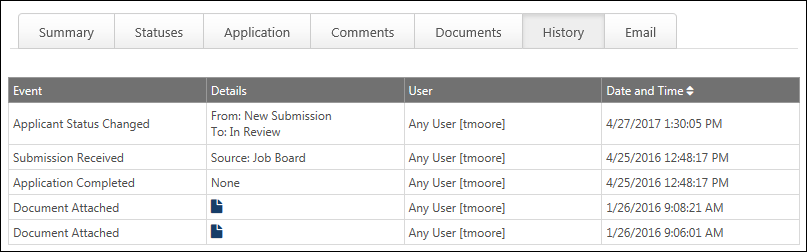 Summary Statuses Application Comments Documents History Email
Event Details User Date and Time
Applicant Status Changed From: New Submission Any User [tmoore] 4/27/2017 1:30:05 PM
To: In Review
Submission Received Source: Job Board Any User [tmoore] 4/25/2016 12:48:17 PM
Application Completed None Any User [tmoore] 4/25/2016 12:48:17 PM
Document Attached Any User [tmoore] 1/26/2016 9:08:21 AM
Document Attached Any User [tmoore] 1/26/2016 9:06:01 AM